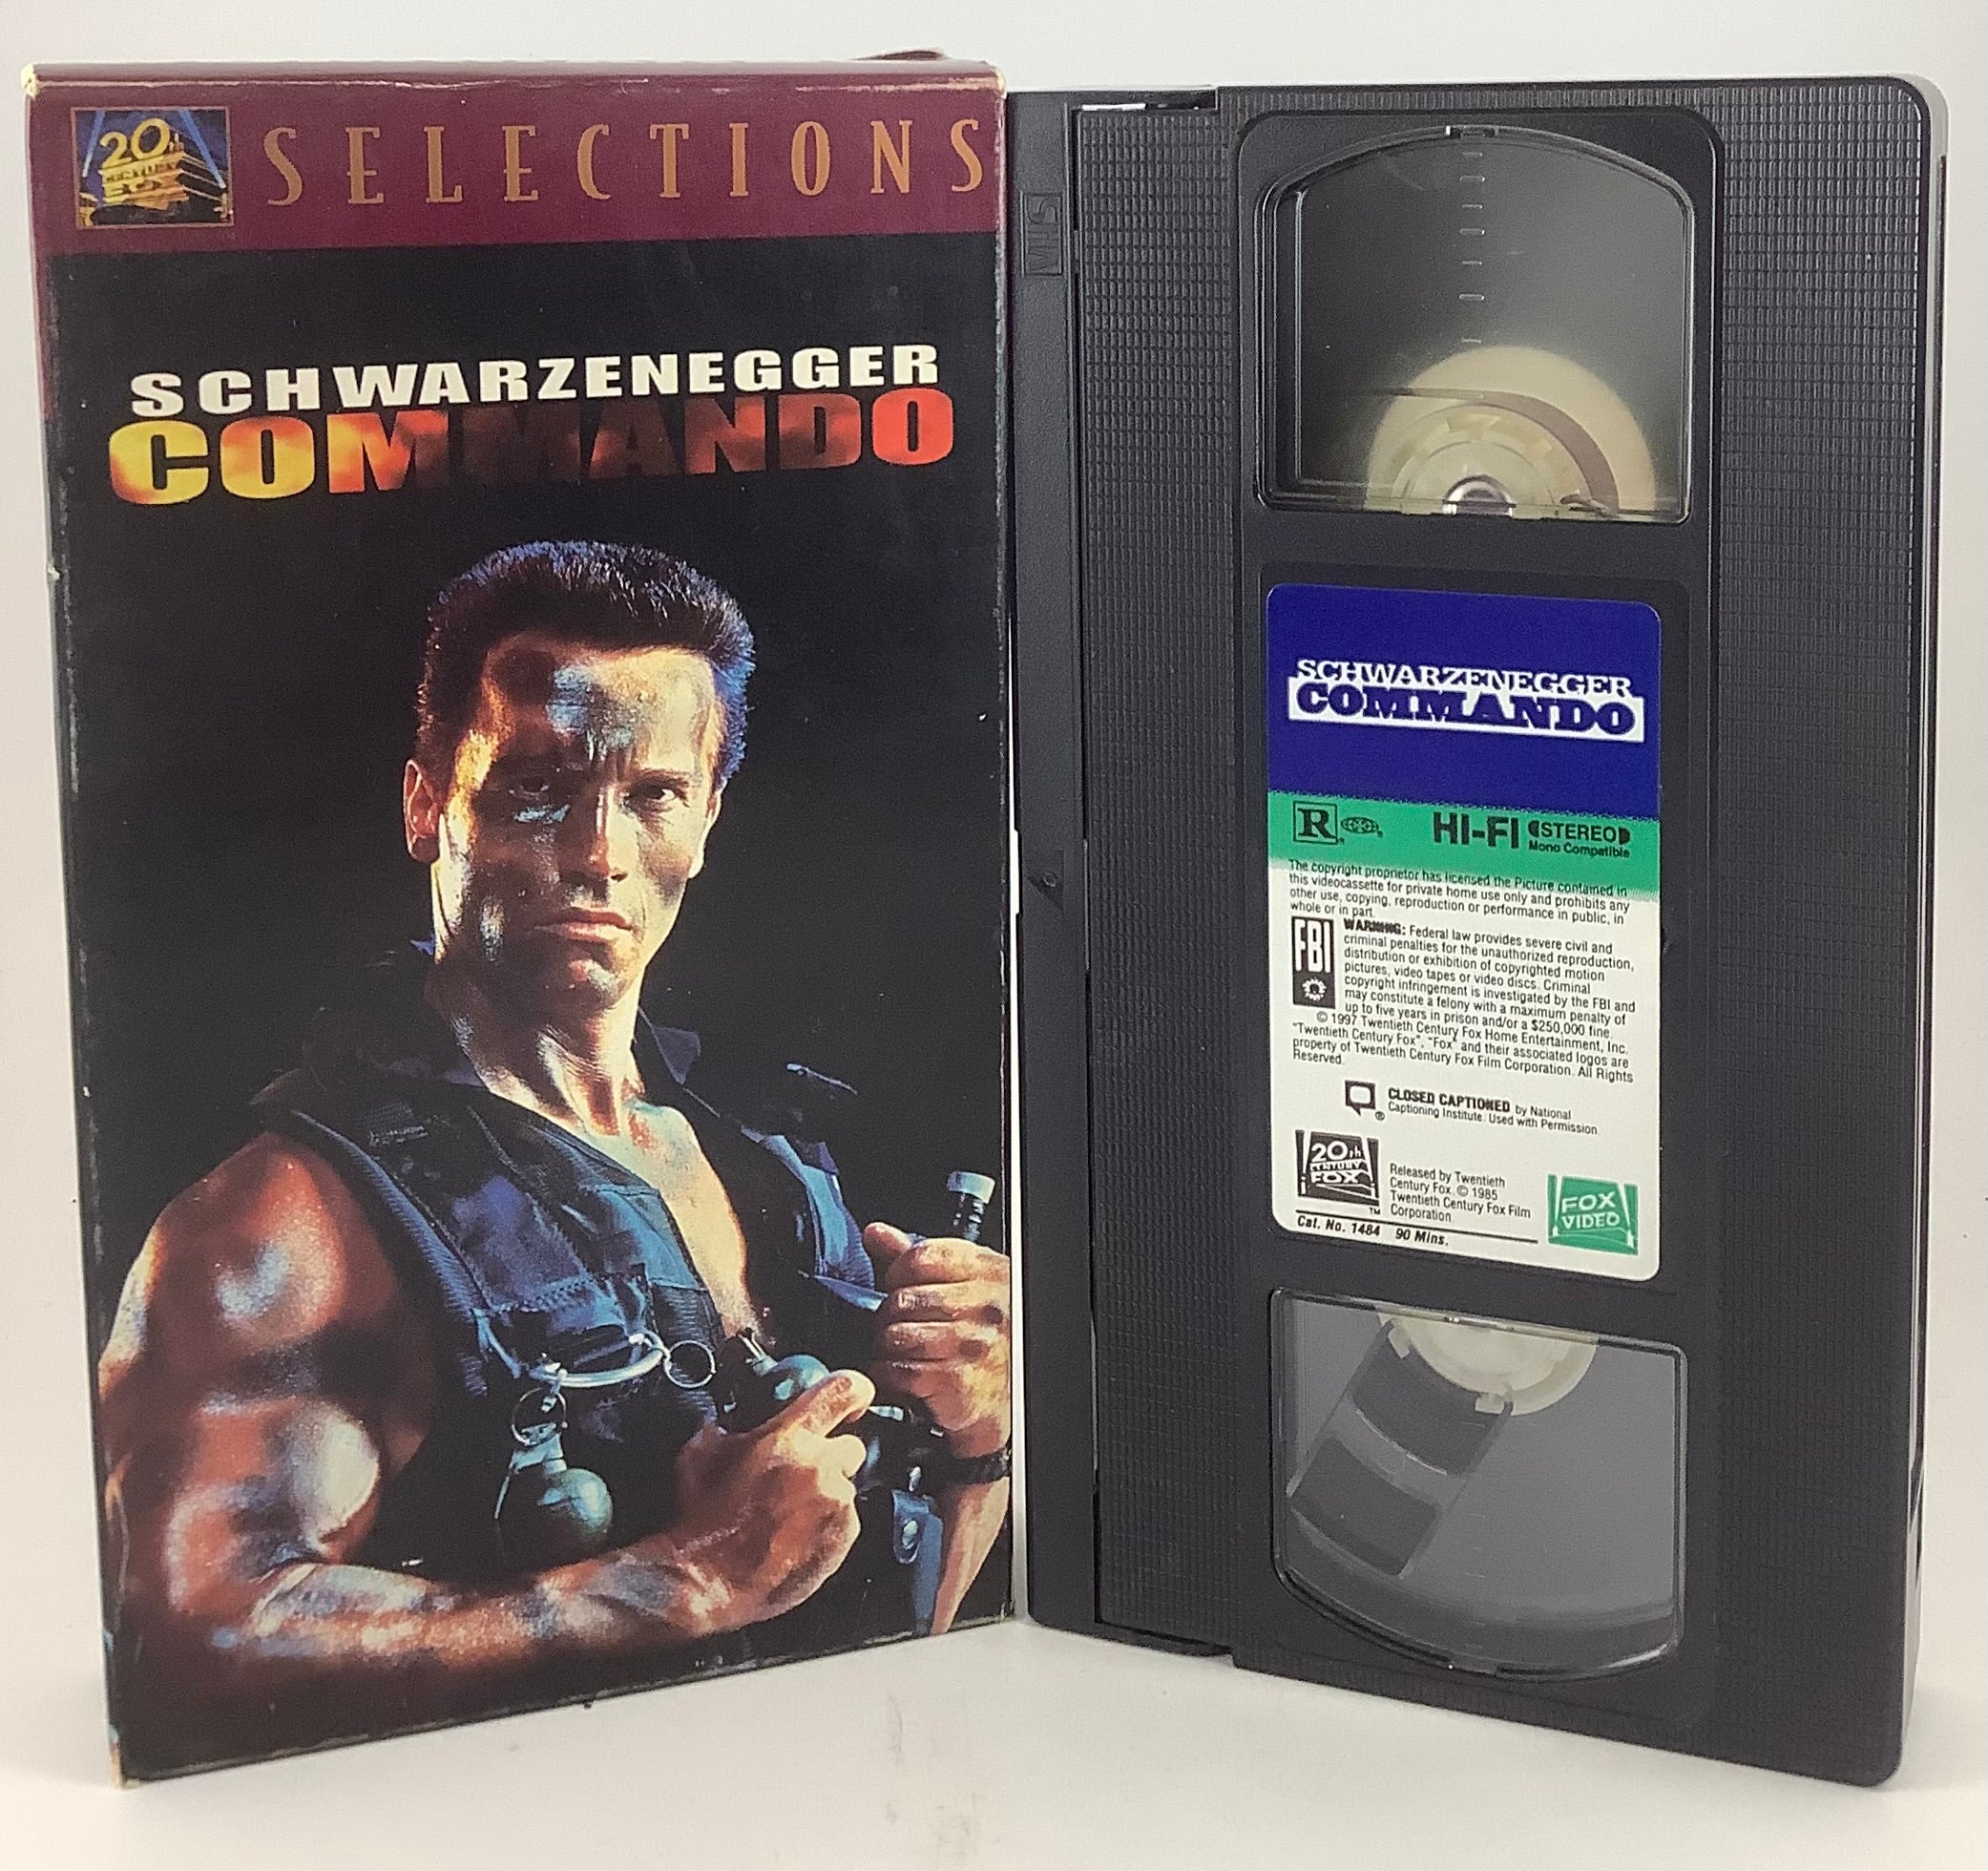 20th
CENTURY
FOX
SELECTIONS
SCHWARZENEGGER
COMMANDO
SCHWARZENEGGER
COMMANDO
R ® HI-FI STEREO
Mono Compatible
The copyright proprietor has licensed the Picture contained in
this videocassette for private home use only and prohibits any
other use, copying, reproduction or performance in public, in
whole or in part.
FBI
WARNING: Federal law provides severe civil and
criminal penalties for the unauthorized reproduction,
distribution or exhibition of copyrighted motion
pictures, video tapes or video discs. Criminal
copyright infringement is investigated by the FBI and
may constitute a felony with a maximum penalty of
up to five years in prison and/or a $250,000 fine.
© 1997 Twentieth Century Fox Home Entertainment, Inc.
"Twentieth Century Fox", "Fox" and their associated logos are
property of Twentieth Century Fox Film Corporation. All Rights
Reserved.
® CLOSED CAPTIONED by National
Captioning Institute. Used with Permission.
20th
CENTURY
FOX
™
Released by Twentieth
Century Fox. © 1985
Twentieth Century Fox Film
Corporation.
FOX
VIDEO
Cat. No. 1484 90 Mins.